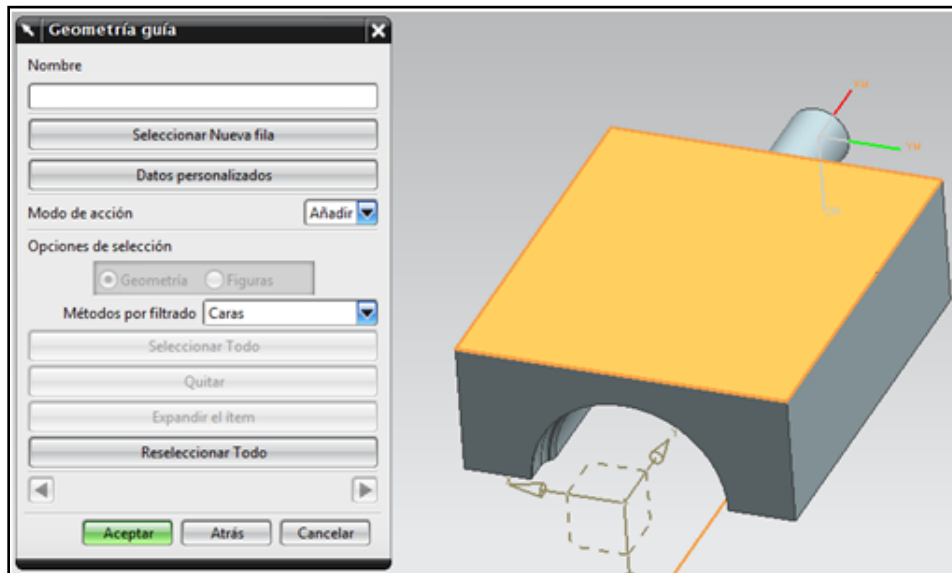 Geometría guía
Nombre
Seleccionar Nueva fila
Datos personalizados
Modo de acción Añadir
Opciones de selección
Geometría Figuras
Métodos por filtrado Caras
Seleccionar Todo
Quitar
Expandir el ítem
Reseleccionar Todo
Aceptar Atrás Cancelar
YM